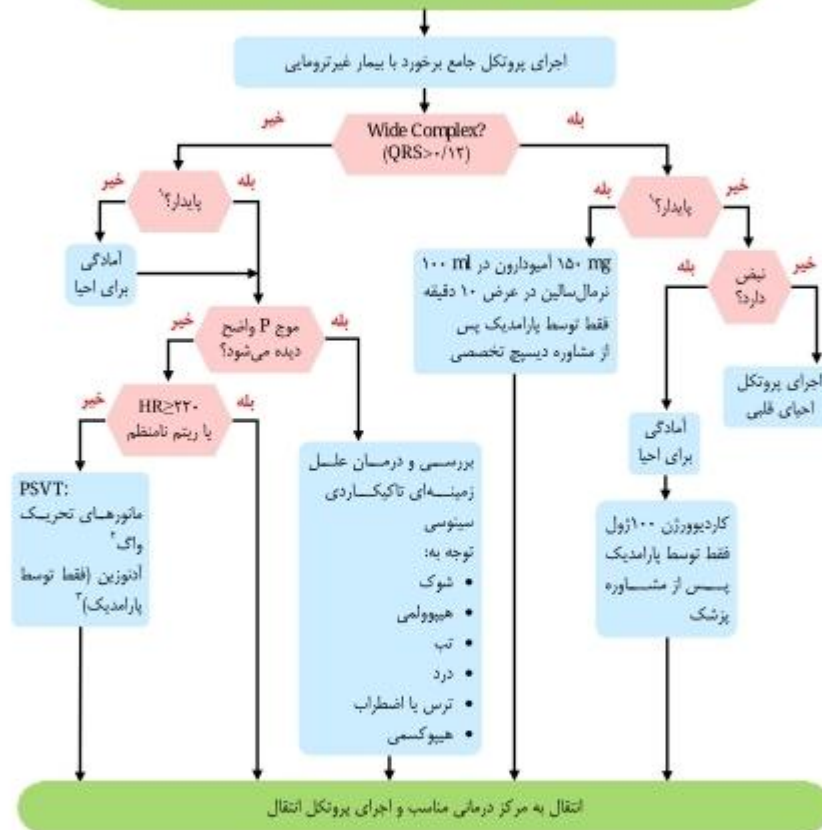 اجرای پروتکل جامع برخورد با بیمار غیرترومایی
Wide Complex?
(QRS>۰/۱۲)
بله
خیر
پایدار؟۱
خیر
بله
نبض
دارد؟
خیر
بله
اجرای پروتکل
احیای قلبی
آمادگی
برای احیا
کاردیوورژن ۱۰۰ژول
فقط توسط پارامدیک
پس از مشاوره
پزشک
۱۵۰ mg آمیودارون در ۱۰۰ ml
نرمال‌سالین در عرض ۱۰ دقیقه
فقط توسط پارامدیک پس
از مشاوره دیسپچ تخصصی
پایدار؟۱
بله
خیر
آمادگی
برای احیا
موج P واضح
دیده می‌شود؟
بله
خیر
بررسی و درمان علل
زمینه‌ای تاکیکاردی
سینوسی
توجه به:
• شوک
• هیپوولمی
• تب
• درد
• ترس یا اضطراب
• هیپوکسمی
HR≥۲۲۰
یا ریتم نامنظم
بله
خیر
PSVT:
مانورهای تحریک
واگ۲
آدنوزین (فقط توسط
پارامدیک)۳
انتقال به مرکز درمانی مناسب و اجرای پروتکل انتقال